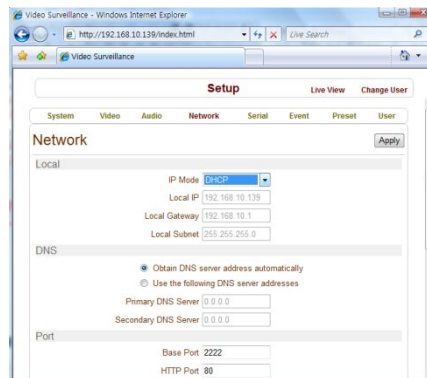 Video Surveillance - Windows Internet Explorer
http://192.168.10.139/index.html
Live Search
Video Surveillance
Setup
Live View
Change User
System Video Audio Network Serial Event Preset User
Network
Apply
Local
IP Mode DHCP
Local IP 192.168.10.139
Local Gateway 192.168.10.1
Local Subnet 255.255.255.0
DNS
Obtain DNS server address automatically
Use the following DNS server addresses
Primary DNS Server 0.0.0.0
Secondary DNS Server 0.0.0.0
Port
Base Port 2222
HTTP Port 80